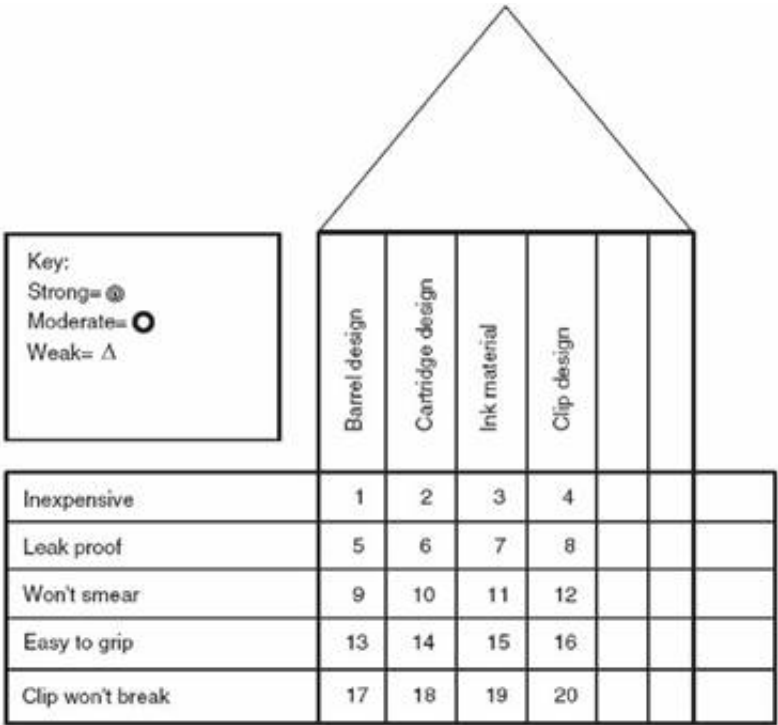 Key:
Strong= @
Moderate= O
Weak= Δ
Barrel design
Cartridge design
Ink material
Clip design
Inexpensive 1 2 3 4
Leak proof 5 6 7 8
Won't smear 9 10 11 12
Easy to grip 13 14 15 16
Clip won't break 17 18 19 20